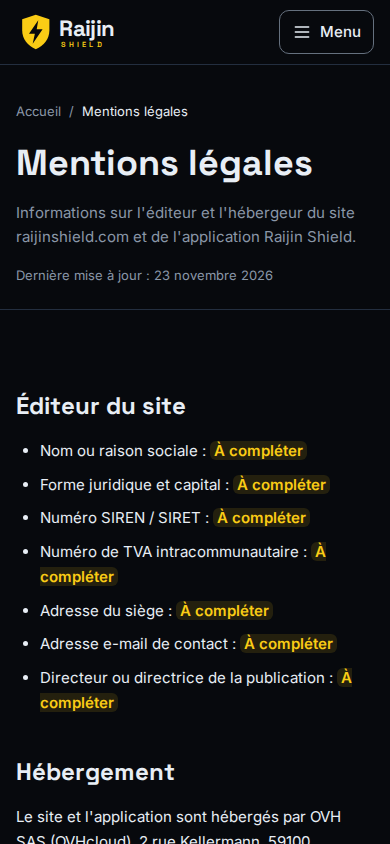 Raijin
SHIELD
Menu
Accueil / Mentions légales
Mentions légales
Informations sur l'éditeur et l'hébergeur du site
raijinshield.com et de l'application Raijin Shield.
Dernière mise à jour : 23 novembre 2026
Éditeur du site
• Nom ou raison sociale : À compléter
• Forme juridique et capital : À compléter
• Numéro SIREN / SIRET : À compléter
• Numéro de TVA intracommunautaire : À
compléter
• Adresse du siège : À compléter
• Adresse e-mail de contact : À compléter
• Directeur ou directrice de la publication : À
compléter
Hébergement
Le site et l'application sont hébergés par OVH
SAS (OVHcloud), 2 rue Kellermann, 59100